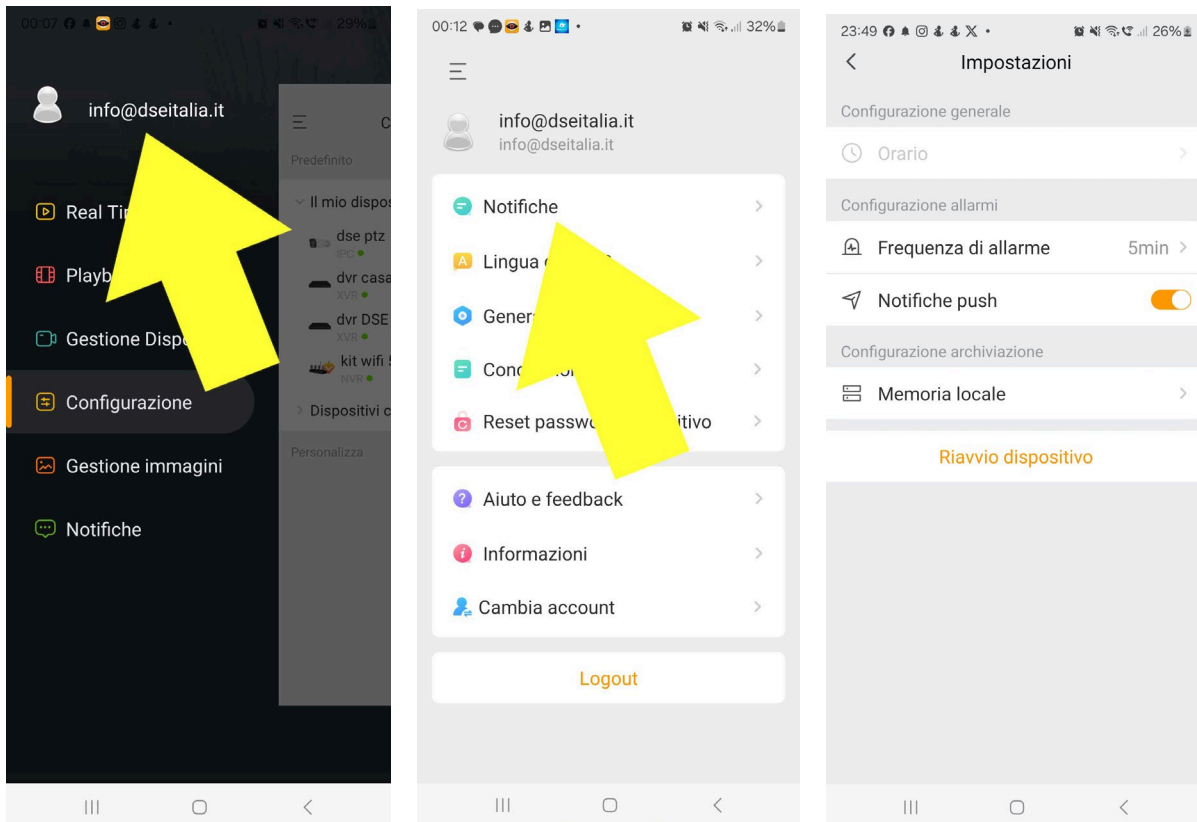 00:07
29%
info@dseitalia.it
Predefinito
Real Ti
Il mio dispos
dse ptz
IPC
Playb
dvr casa
XVR
dvr DSE
XVR
Gestione Disp
kit wifi
NVR
Configurazione
Dispositivi c
Personalizza
Gestione immagini
Notifiche
00:12
32%
info@dseitalia.it
info@dseitalia.it
Notifiche
Lingua
Gener
Reset passw itivo
Aiuto e feedback
Informazioni
Cambia account
Logout
23:49
26%
Impostazioni
Configurazione generale
Orario
Configurazione allarmi
Frequenza di allarme 5min
Notifiche push
Configurazione archiviazione
Memoria locale
Riavvio dispositivo